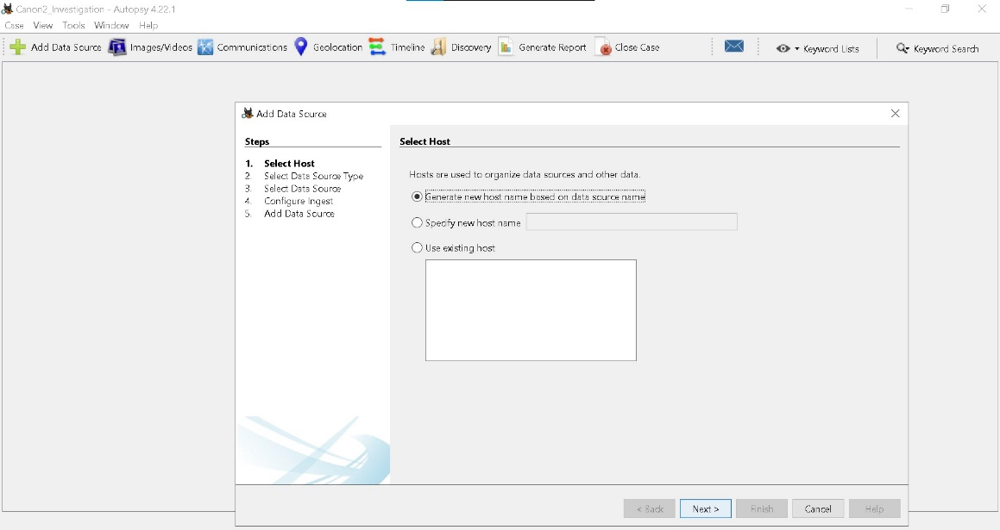 Canon2_Investigation - Autopsy 4.22.1
Case View Tools Window Help
Add Data Source Images/Videos Communications Geolocation Timeline Discovery Generate Report Close Case Keyword Lists Keyword Search
Add Data Source
Steps
1. Select Host
2. Select Data Source Type
3. Select Data Source
4. Configure Ingest
5. Add Data Source
Select Host
Hosts are used to organize data sources and other data.
Generate new host name based on data source name
Specify new host name
Use existing host
< Back Next > Finish Cancel Help